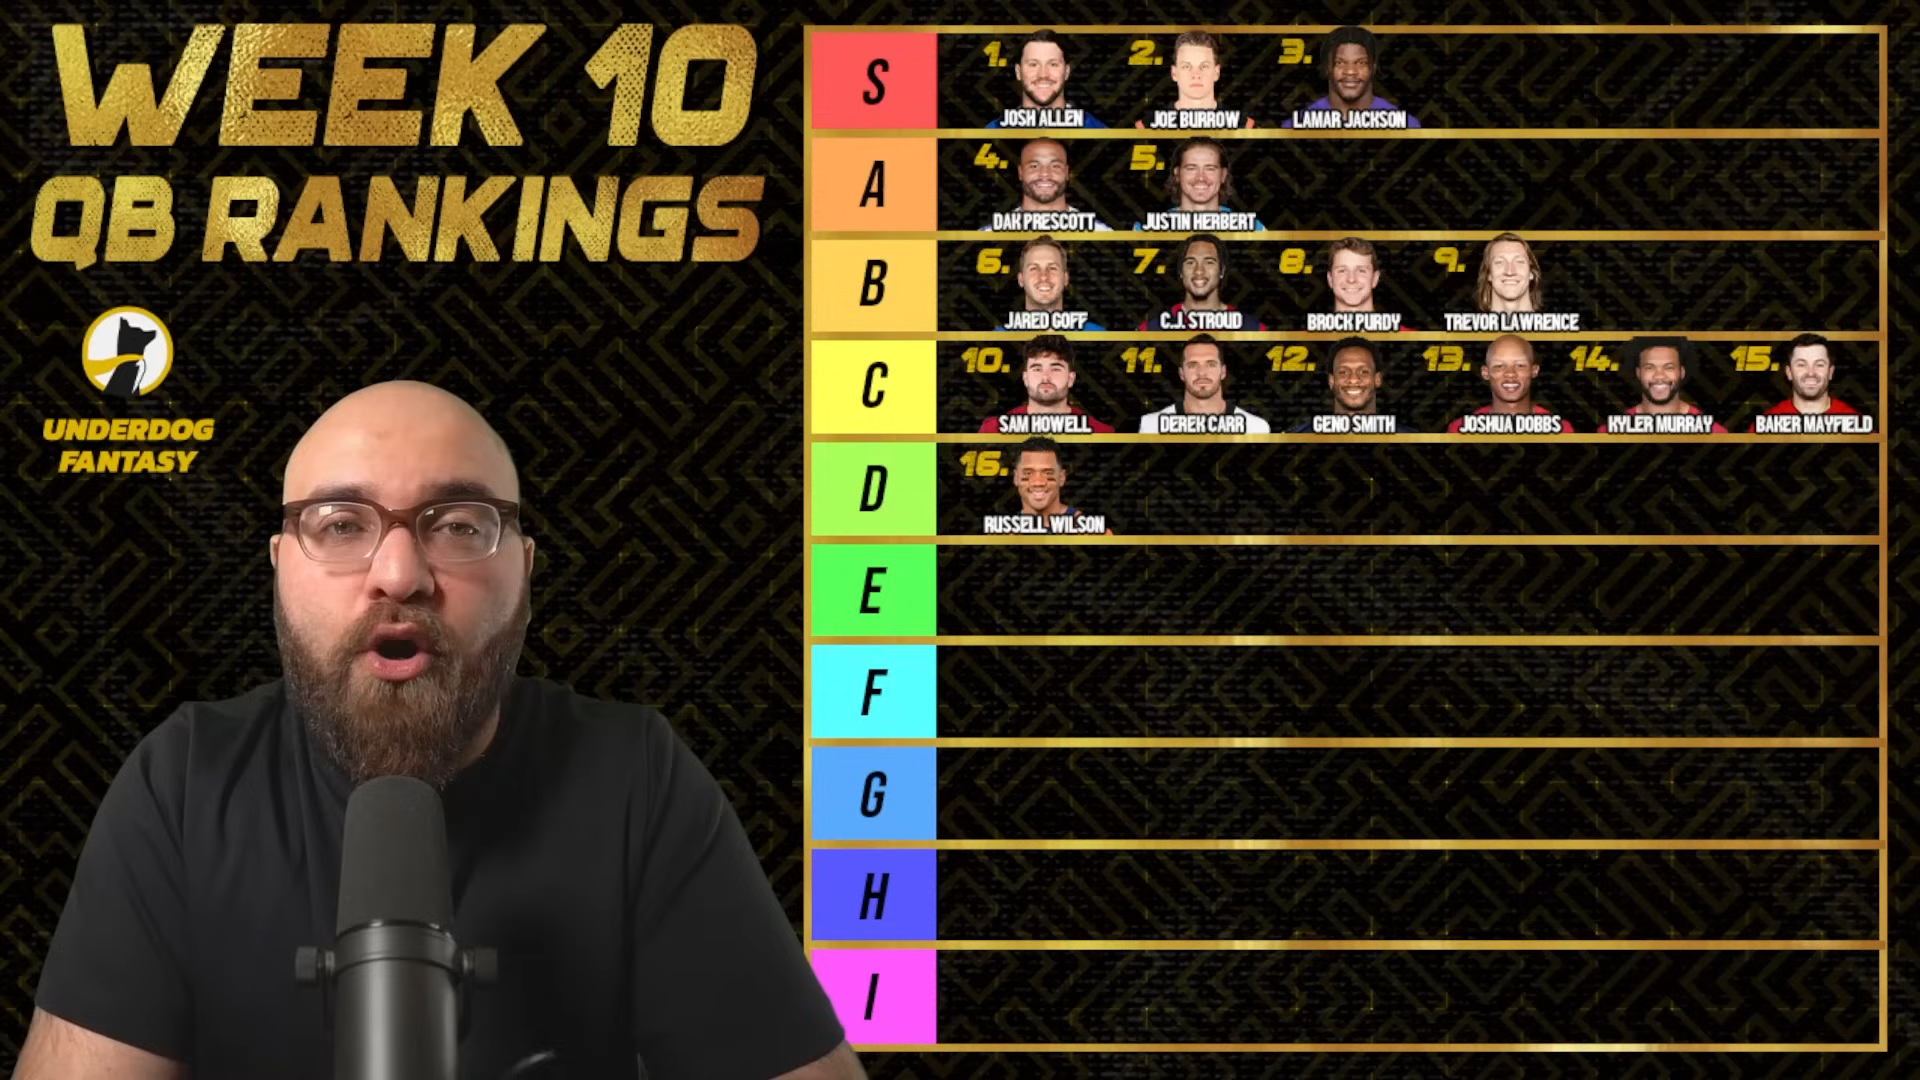 WEEK 10
QB RANKINGS
UNDERDOG
FANTASY
S
1. JOSH ALLEN
2. JOE BURROW
3. LAMAR JACKSON
A
4. DAK PRESCOTT
5. JUSTIN HERBERT
B
6. JARED GOFF
7. C.J. STROUD
8. BROCK PURDY
9. TREVOR LAWRENCE
C
10. SAM HOWELL
11. DEREK CARR
12. GENO SMITH
13. JOSHUA DOBBS
14. KYLER MURRAY
15. BAKER MAYFIELD
D
16. RUSSELL WILSON
E
F
G
H
I